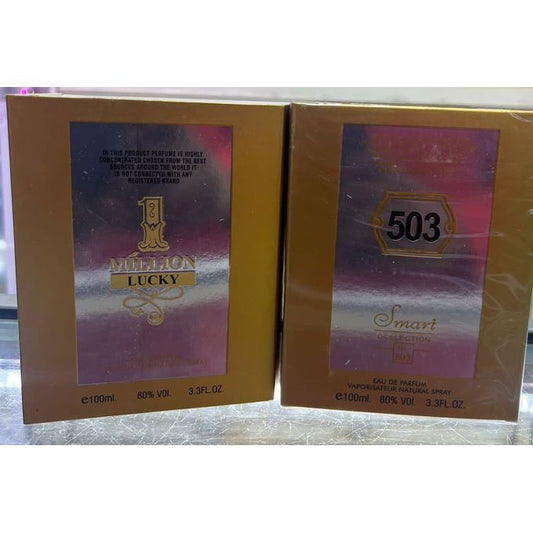 IN THIS PRODUCT PERFUME IS HIGHLY
CONCENTRATED CHOSEN FROM THE BEST
SOURCES AROUND THE WORLD IT
IS NOT CONNECTED WITH ANY
REGISTERED BRAND
1
MILLION
LUCKY
e100ml. 80% VOl. 3.3FL.OZ.
503
Smart
COLLECTION
503
EAU DE PARFUM
VAPORISATEUR NATURAL SPRAY
e100ml. 80% VOl. 3.3FL.OZ.